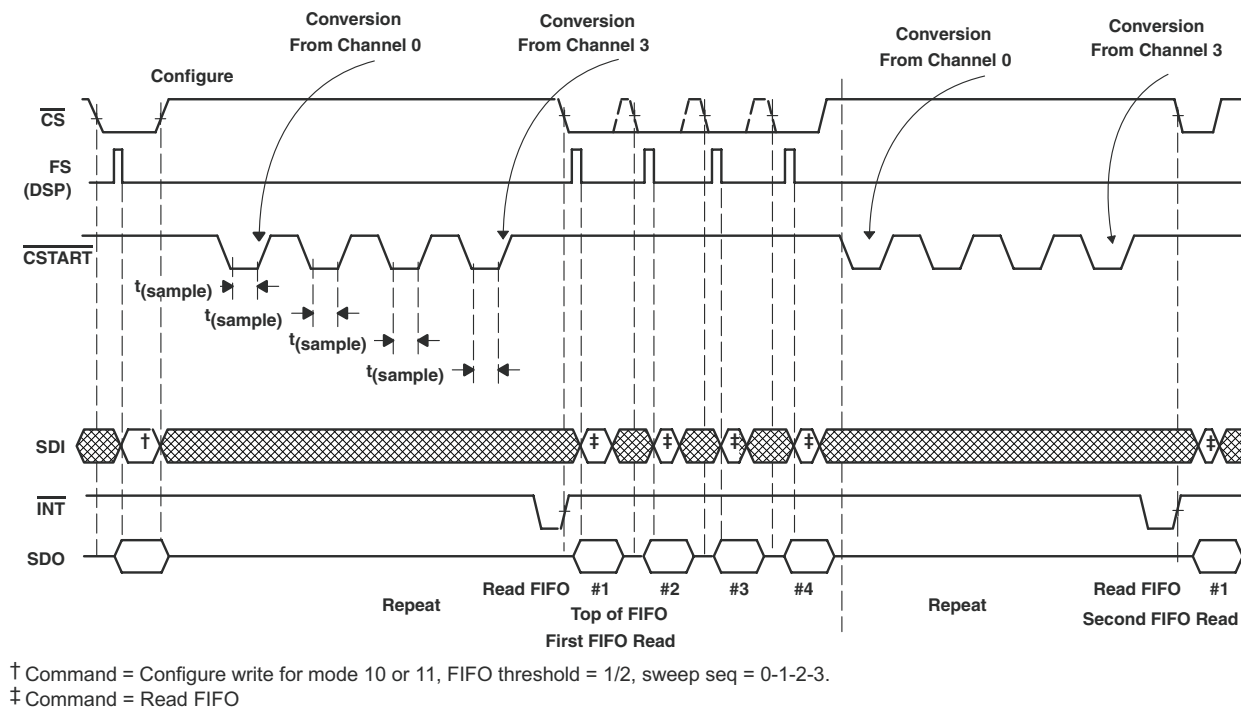 Conversion
From Channel 0
Conversion
From Channel 3
Conversion
From Channel 0
Conversion
From Channel 3
Configure
CS
FS
(DSP)
CSTART
t(sample)
t(sample)
t(sample)
t(sample)
SDI
†
‡
‡
‡
‡
‡
INT
SDO
Read FIFO #1 #2 #3 #4 Read FIFO #1
Repeat Top of FIFO Repeat Second FIFO Read
First FIFO Read
† Command = Configure write for mode 10 or 11, FIFO threshold = 1/2, sweep seq = 0-1-2-3.
‡ Command = Read FIFO